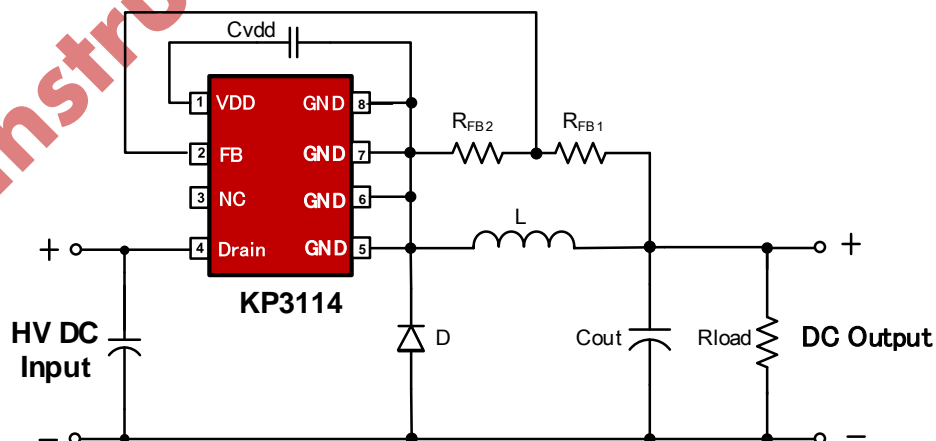 nstru
Cvdd
1 VDD GND 8
2 FB GND 7
3 NC GND 6
4 Drain GND 5
KP3114
RFB2
RFB1
L
+
+
HV DC
Input
D
Cout
Rload
DC Output
−
−